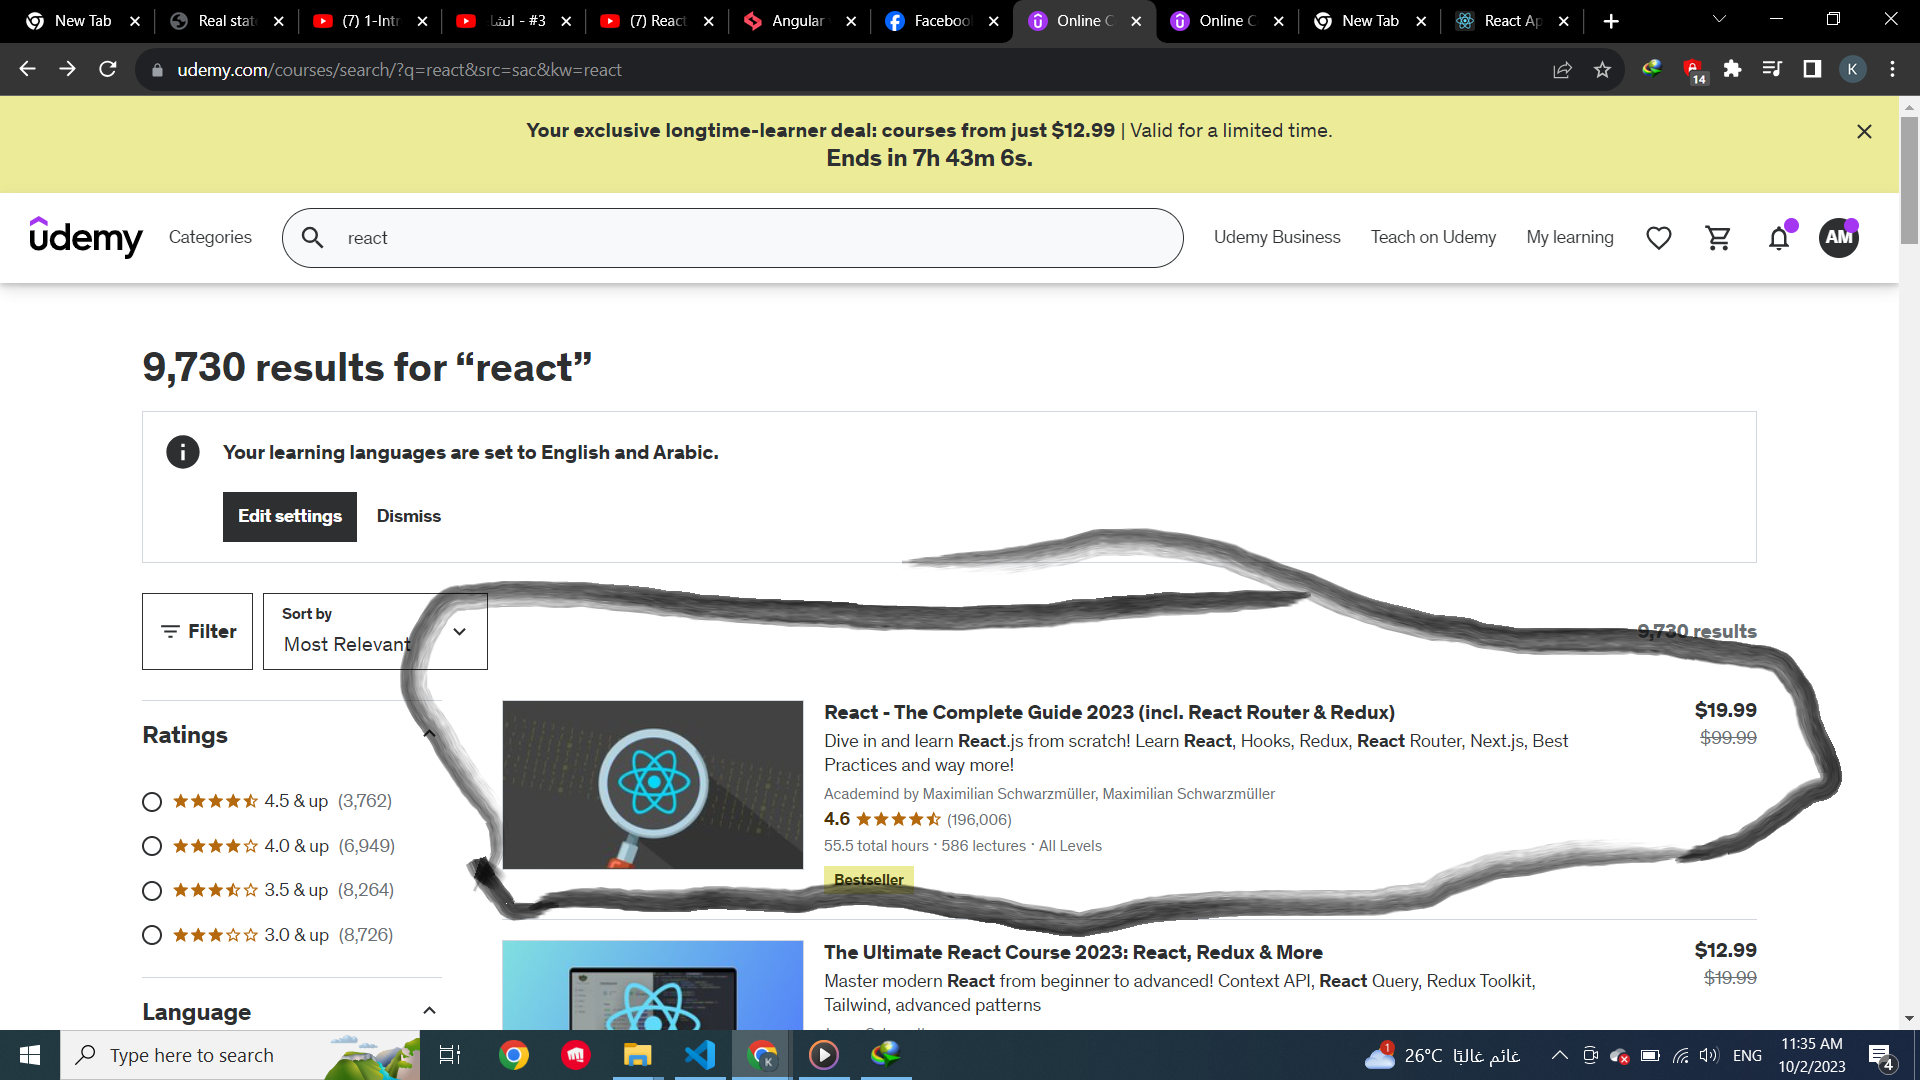 New Tab
Real stat
(7) 1-Intr
#3 - انشا
(7) React
Angular
Facebook
Online C
Online C
New Tab
React Ap
udemy.com/courses/search/?q=react&src=sac&kw=react
14
K
Your exclusive longtime-learner deal: courses from just $12.99 | Valid for a limited time.
Ends in 7h 43m 6s.
udemy
Categories
react
Udemy Business
Teach on Udemy
My learning
AM
9,730 results for “react”
Your learning languages are set to English and Arabic.
Edit settings
Dismiss
Filter
Sort by
Most Relevant
9,730 results
Ratings
4.5 & up (3,762)
4.0 & up (6,949)
3.5 & up (8,264)
3.0 & up (8,726)
Language
React - The Complete Guide 2023 (incl. React Router & Redux)
$19.99
Dive in and learn React.js from scratch! Learn React, Hooks, Redux, React Router, Next.js, Best
$99.99
Practices and way more!
Academind by Maximilian Schwarzmüller, Maximilian Schwarzmüller
4.6 (196,006)
55.5 total hours · 586 lectures · All Levels
Bestseller
The Ultimate React Course 2023: React, Redux & More
$12.99
Master modern React from beginner to advanced! Context API, React Query, Redux Toolkit,
$19.99
Tailwind, advanced patterns
Type here to search
K
1
26°C غائم غالبًا
ENG
11:35 AM
10/2/2023
4